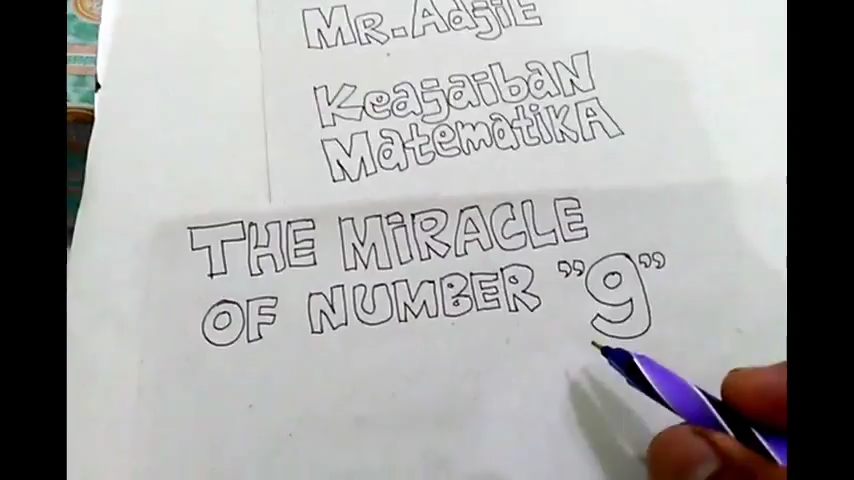 Mr. Adjie
Keajaiban
Matematika
THE MiRACLE
OF NUMBER "9"